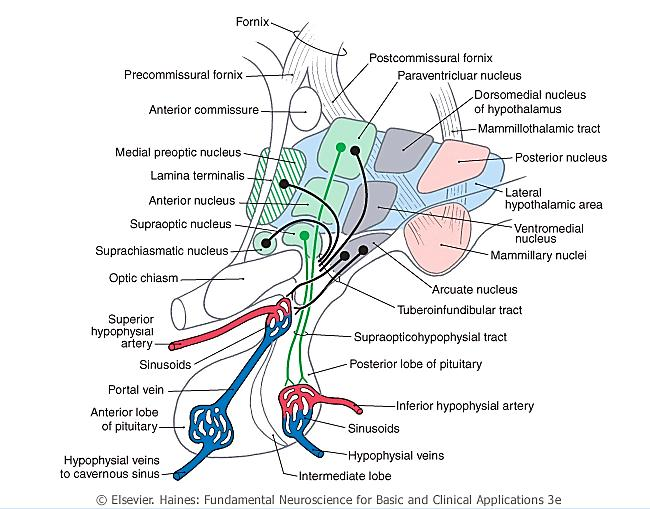 Fornix
Postcommissural fornix
Precommissural fornix
Paraventricluar nucleus
Dorsomedial nucleus
of hypothalamus
Anterior commissure
Mammillothalamic tract
Medial preoptic nucleus
Posterior nucleus
Lamina terminalis
Lateral
hypothalamic area
Anterior nucleus
Supraoptic nucleus
Ventromedial
nucleus
Suprachiasmatic nucleus
Mammillary nuclei
Optic chiasm
Arcuate nucleus
Tuberoinfundibular tract
Superior
hypophysial
artery
Supraopticohypophysial tract
Sinusoids
Posterior lobe of pituitary
Portal vein
Inferior hypophysial artery
Anterior lobe
of pituitary
Sinusoids
Hypophysial veins
Hypophysial veins
to cavernous sinus
Intermediate lobe
© Elsevier. Haines: Fundamental Neuroscience for Basic and Clinical Applications 3e